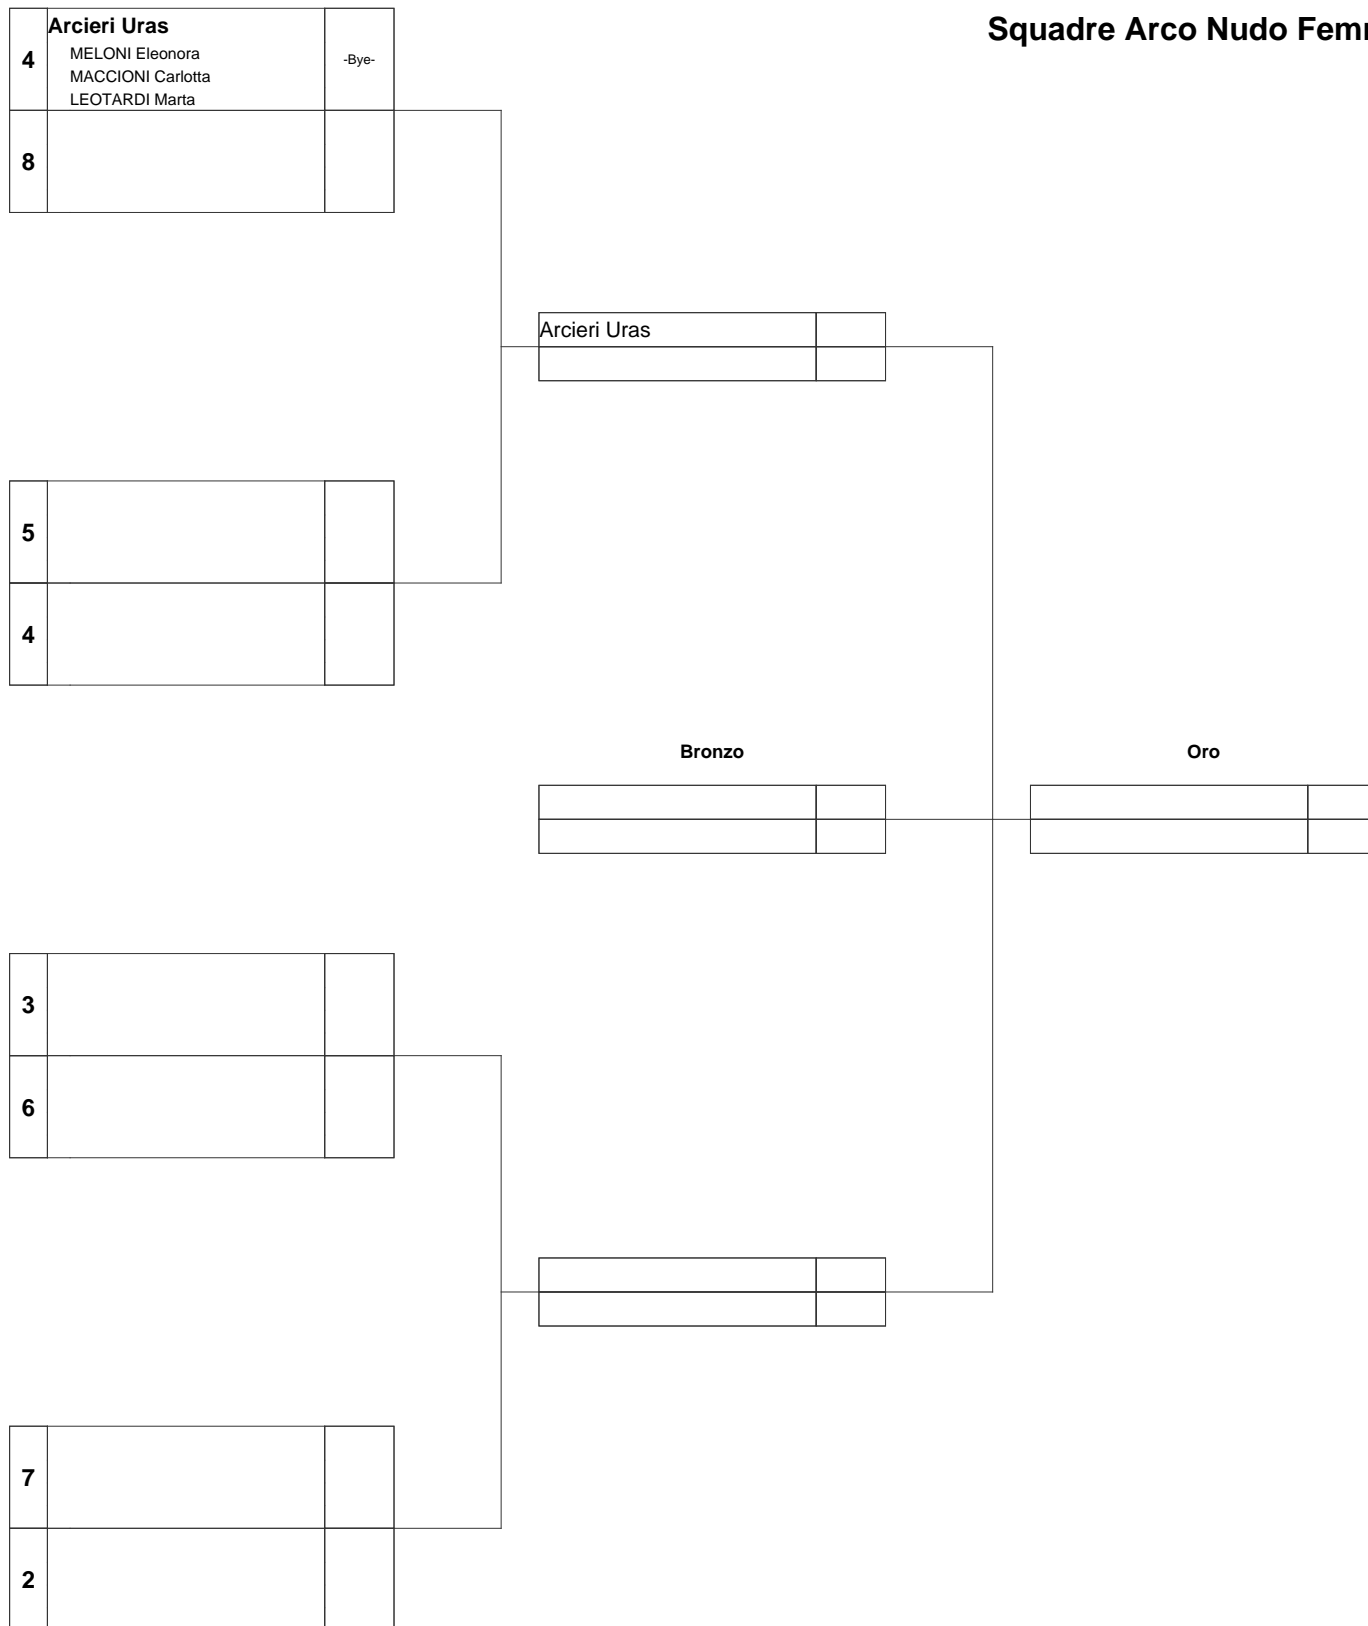 Squadre Arco Nudo Femm
4
Arcieri Uras
MELONI Eleonora
MACCIONI Carlotta
LEOTARDI Marta
-Bye-
8
Arcieri Uras
5
4
Bronzo
Oro
3
6
7
2